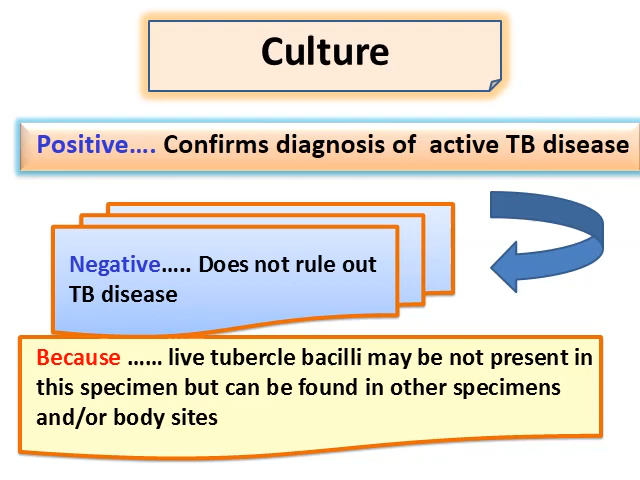 Culture
Positive…. Confirms diagnosis of active TB disease
Negative….. Does not rule out
TB disease
Because …… live tubercle bacilli may be not present in
this specimen but can be found in other specimens
and/or body sites